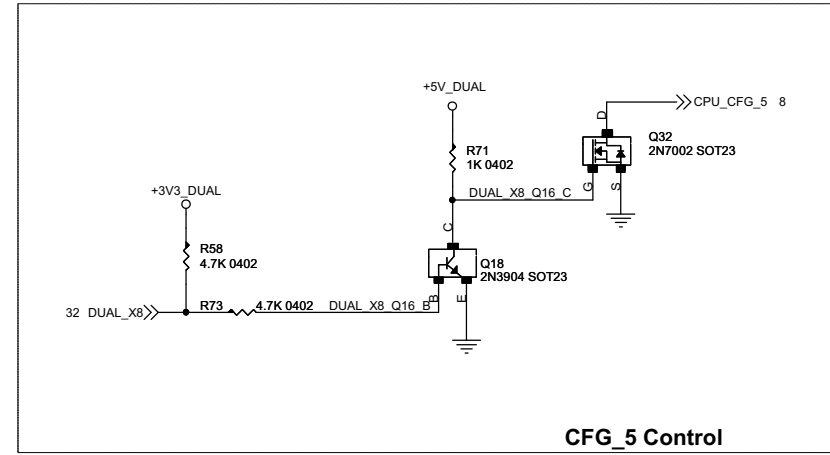 +5V_DUAL
CPU_CFG_5 8
D
Q32
2N7002 SOT23
R71
1K 0402
G
S
+3V3_DUAL
DUAL_X8_Q16_C
C
R58
4.7K 0402
Q18
2N3904 SOT23
B
E
32 DUAL_X8
R73
4.7K 0402
DUAL_X8_Q16_B
CFG_5 Control